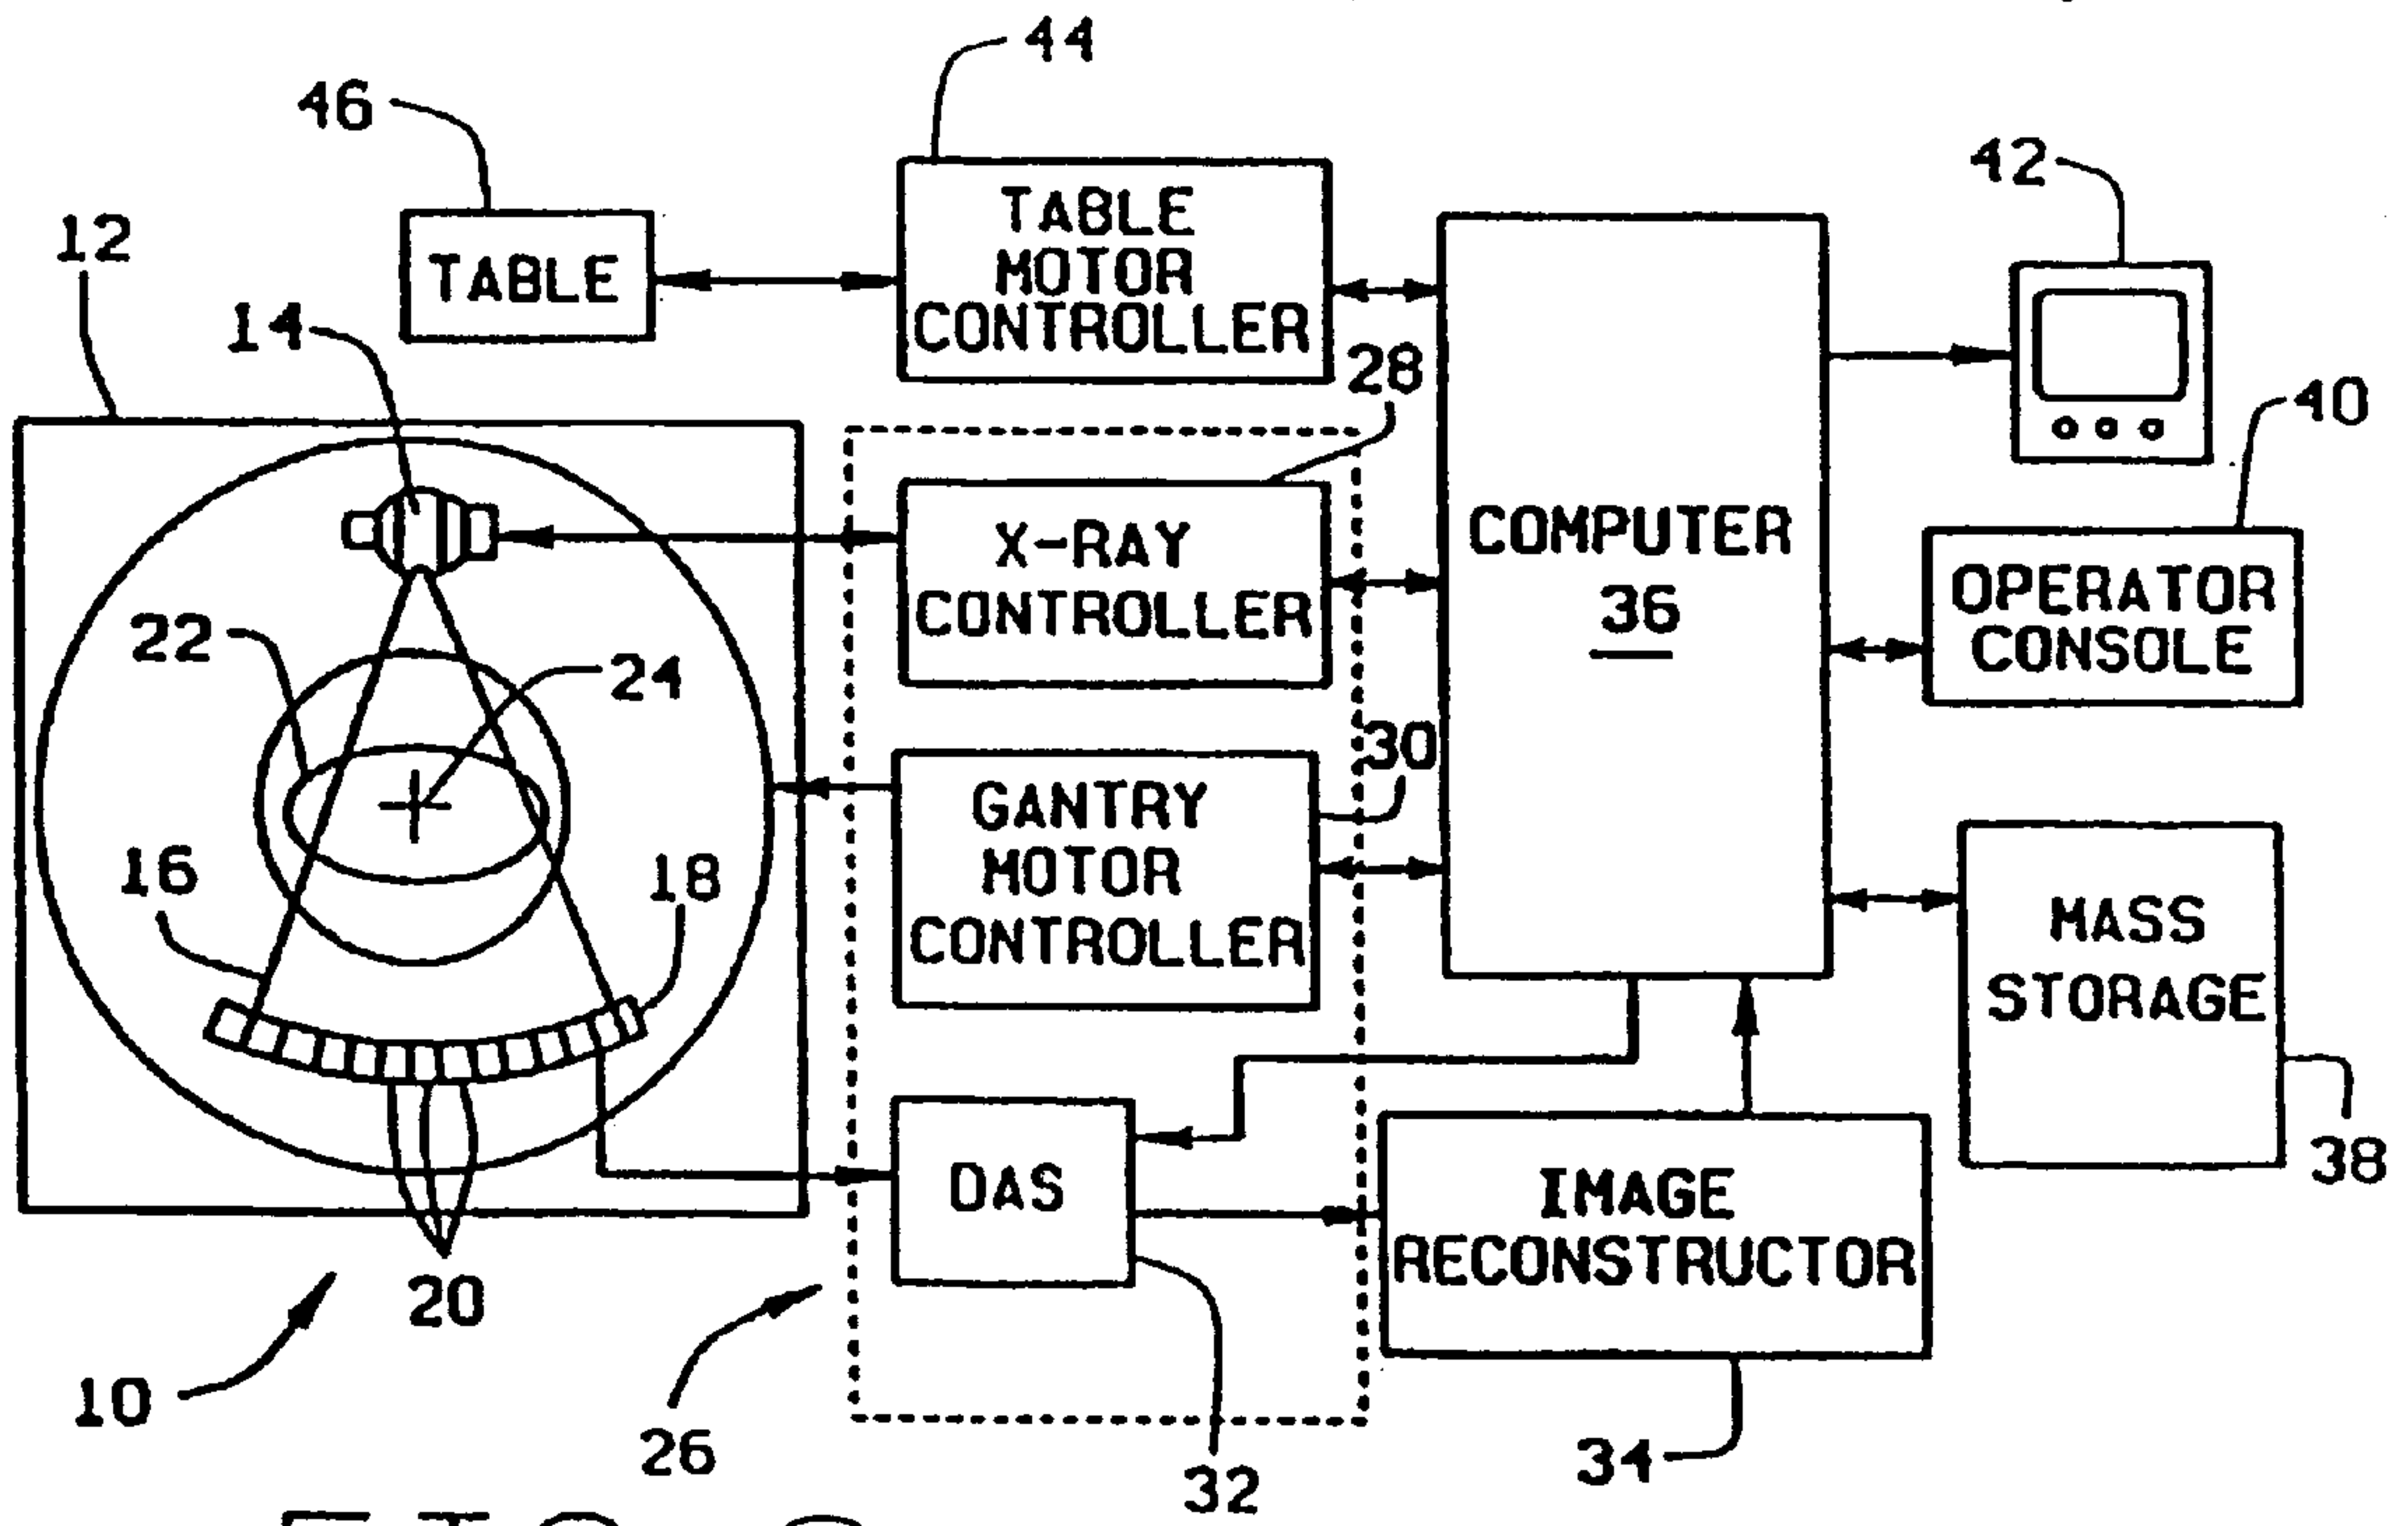 44
46
42
12
TABLE
MOTOR
CONTROLLER
TABLE
14
28
40
X-RAY
CONTROLLER
COMPUTER
36
OPERATOR
CONSOLE
22
24
30
GANTRY
MOTOR
CONTROLLER
16
18
MASS
STORAGE
38
DAS
IMAGE
RECONSTRUCTOR
20
10
26
32
34